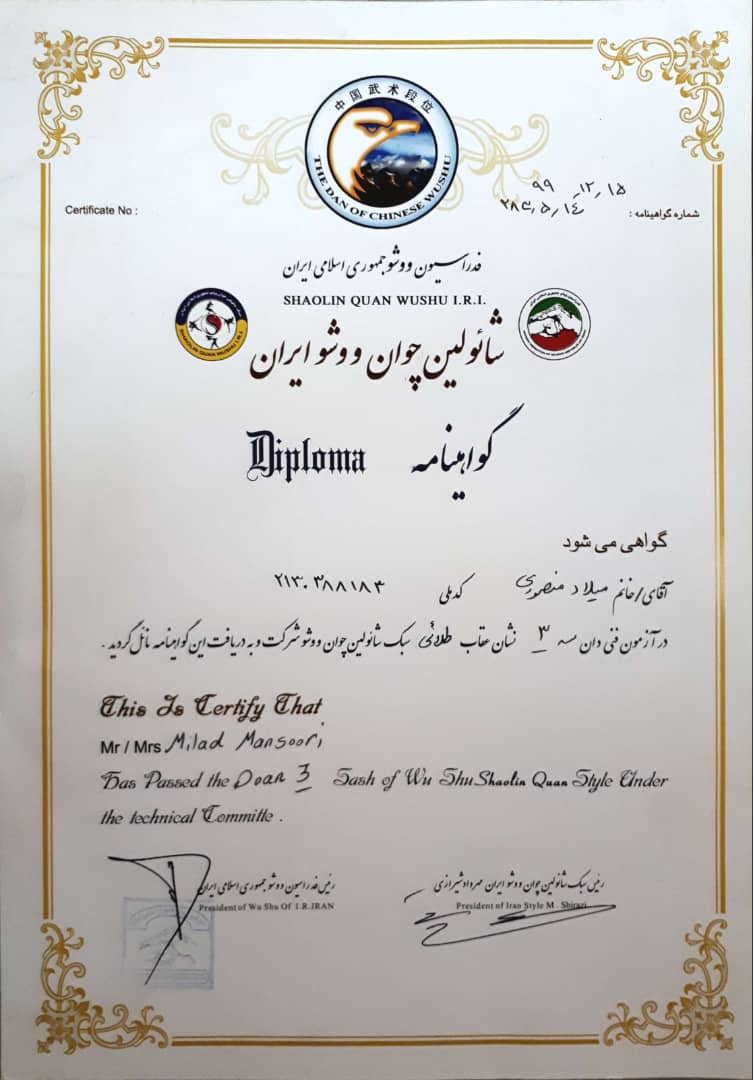 中国武术段位
THE DAN OF CHINESE WUSHU
۹۹_۱۲,۱۵
Certificate No :
شماره گواهینامه :
فدراسیون ووشو جمهوری اسلامی ایران
SHAOLIN QUAN WUSHU I.R.I.
شائولین چوان ووشو ایران
Diploma گواهینامه
گواهی می شود
آقای/خانم میلاد منصوری کدملی ۲۱۳۰۳۸۸۱۸۳
در آزمون فنی دان سه ۳ نشان عقاب طلائی سبک شائولین چوان ووشو شرکت و به دریافت این گواهینامه نائل گردید .
This Is Certify That
Mr / Mrs Milad Mansoori
Has Passed the Doan 3 Sash of Wu Shu Shaolin Quan Style Under
the technical Committe .
رئیس سبک شائولین چوان ووشو ایران مهرداد شیرازی
President of Iran Style M . Shirazi
رئیس فدراسیون ووشو جمهوری اسلامی ایران
President of Wu Shu Of I.R.IRAN